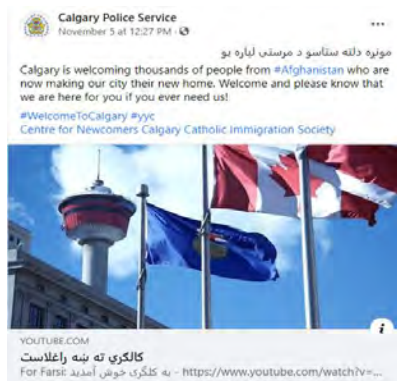 Calgary Police Service
November 5 at 12:27 PM ·
مونږه دلته ستاسو د مرستی لپاره یو
Calgary is welcoming thousands of people from #Afghanistan who are
now making our city their new home. Welcome and please know that
we are here for you if you ever need us!
#WelcomeToCalgary #yyc
Centre for Newcomers Calgary Catholic Immigration Society
YOUTUBE.COM
کالګري ته ښه راغلاست
For Farsi: به کلگری خوش آمدید - https://www.youtube.com/watch?v=...